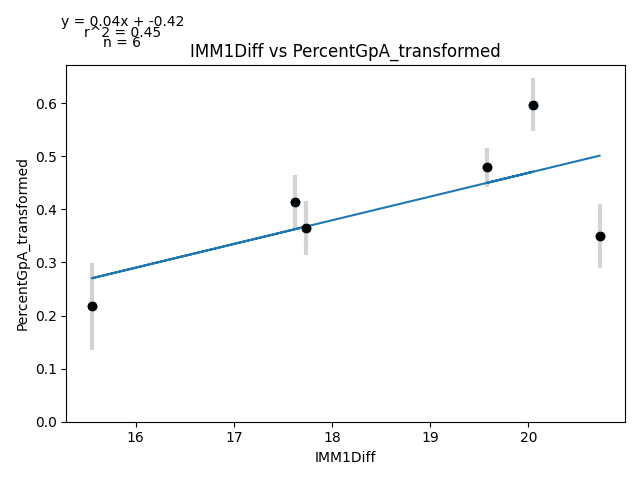 y = 0.04x + -0.42
r^2 = 0.45
n = 6
IMM1Diff vs PercentGpA_transformed
PercentGpA_transformed
0.6
0.5
0.4
0.3
0.2
0.1
0.0
16 17 18 19 20
IMM1Diff